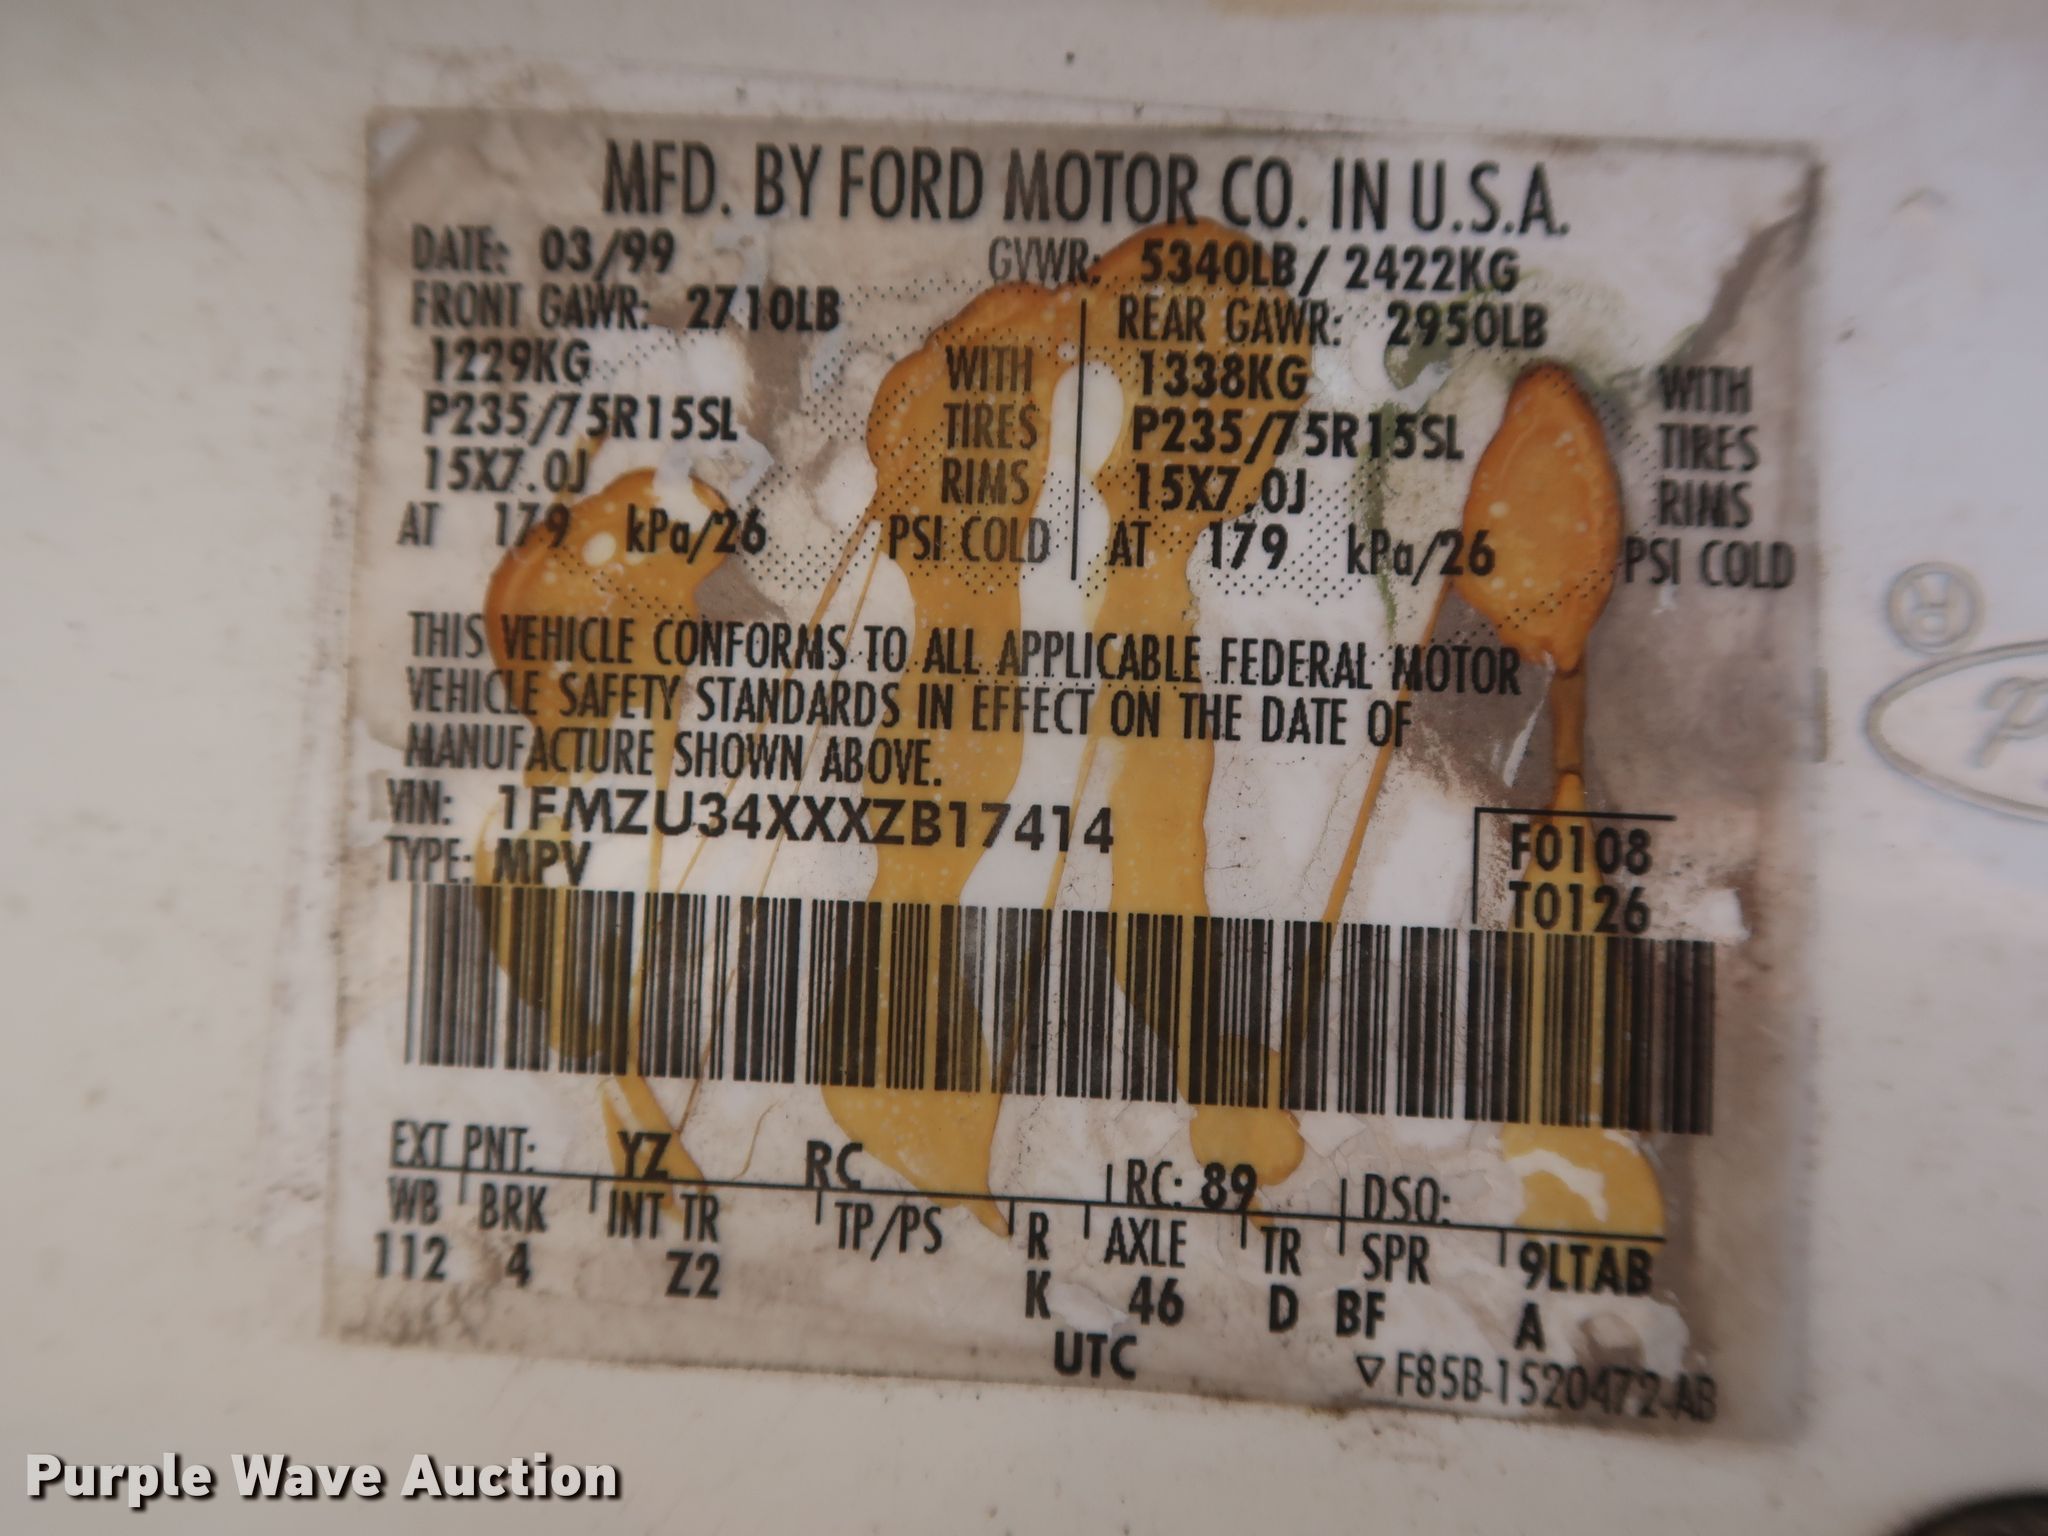 MFD. BY FORD MOTOR CO. IN U.S.A.
DATE: 03/99 GVWR: 5340LB/ 2422KG
FRONT GAWR: 2710LB REAR GAWR: 2950LB
1229KG WITH 1338KG WITH
P235/75R15SL TIRES P235/75R15SL TIRES
15X7.0J RIMS 15X7.0J RIMS
AT 179 kPa/26 PSI COLD AT 179 kPa/26 PSI COLD
THIS VEHICLE CONFORMS TO ALL APPLICABLE FEDERAL MOTOR
VEHICLE SAFETY STANDARDS IN EFFECT ON THE DATE OF
MANUFACTURE SHOWN ABOVE.
VIN: 1FMZU34XXXZB17414 F0108
TYPE: MPV T0126
EXT PNT: YZ RC RC: 89 DSO:
WB BRK INT TR TP/PS R AXLE TR SPR 9LTAB
112 4 Z2 K 46 D BF A
UTC
▽F85B-1520472-AB
Purple Wave Auction